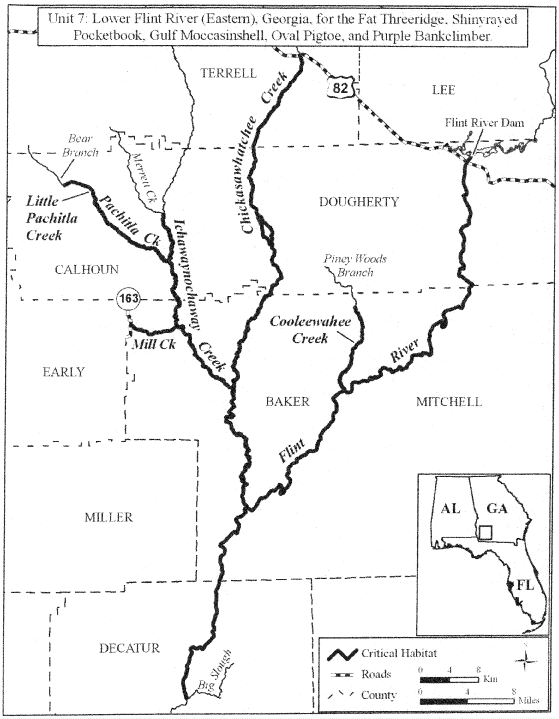 Unit 7: Lower Flint River (Eastern), Georgia, for the Fat Threeridge, Shinyrayed
Pocketbook, Gulf Moccasinshell, Oval Pigtoe, and Purple Bankclimber.
TERRELL
82
LEE
Chickasawhatchee Creek
Flint River Dam
Bear
Branch
Merrett Ck
Little
Pachitla
Creek
Pachitla Ck
Ichawaynochaway Creek
DOUGHERTY
CALHOUN
Piney Woods
Branch
163
Mill Ck
Cooleewahee
Creek
EARLY
BAKER
Flint River
MITCHELL
MILLER
AL
GA
FL
DECATUR
Big Slough
Critical Habitat
Roads
County
0 4 8
Km
0 4 8
Miles